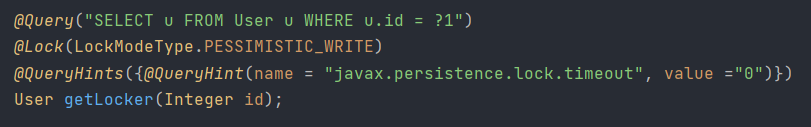 @Query("SELECT u FROM User u WHERE u.id = ?1")
@Lock(LockModeType.PESSIMISTIC_WRITE)
@QueryHints({@QueryHint(name = "javax.persistence.lock.timeout", value ="0")})
User getLocker(Integer id);